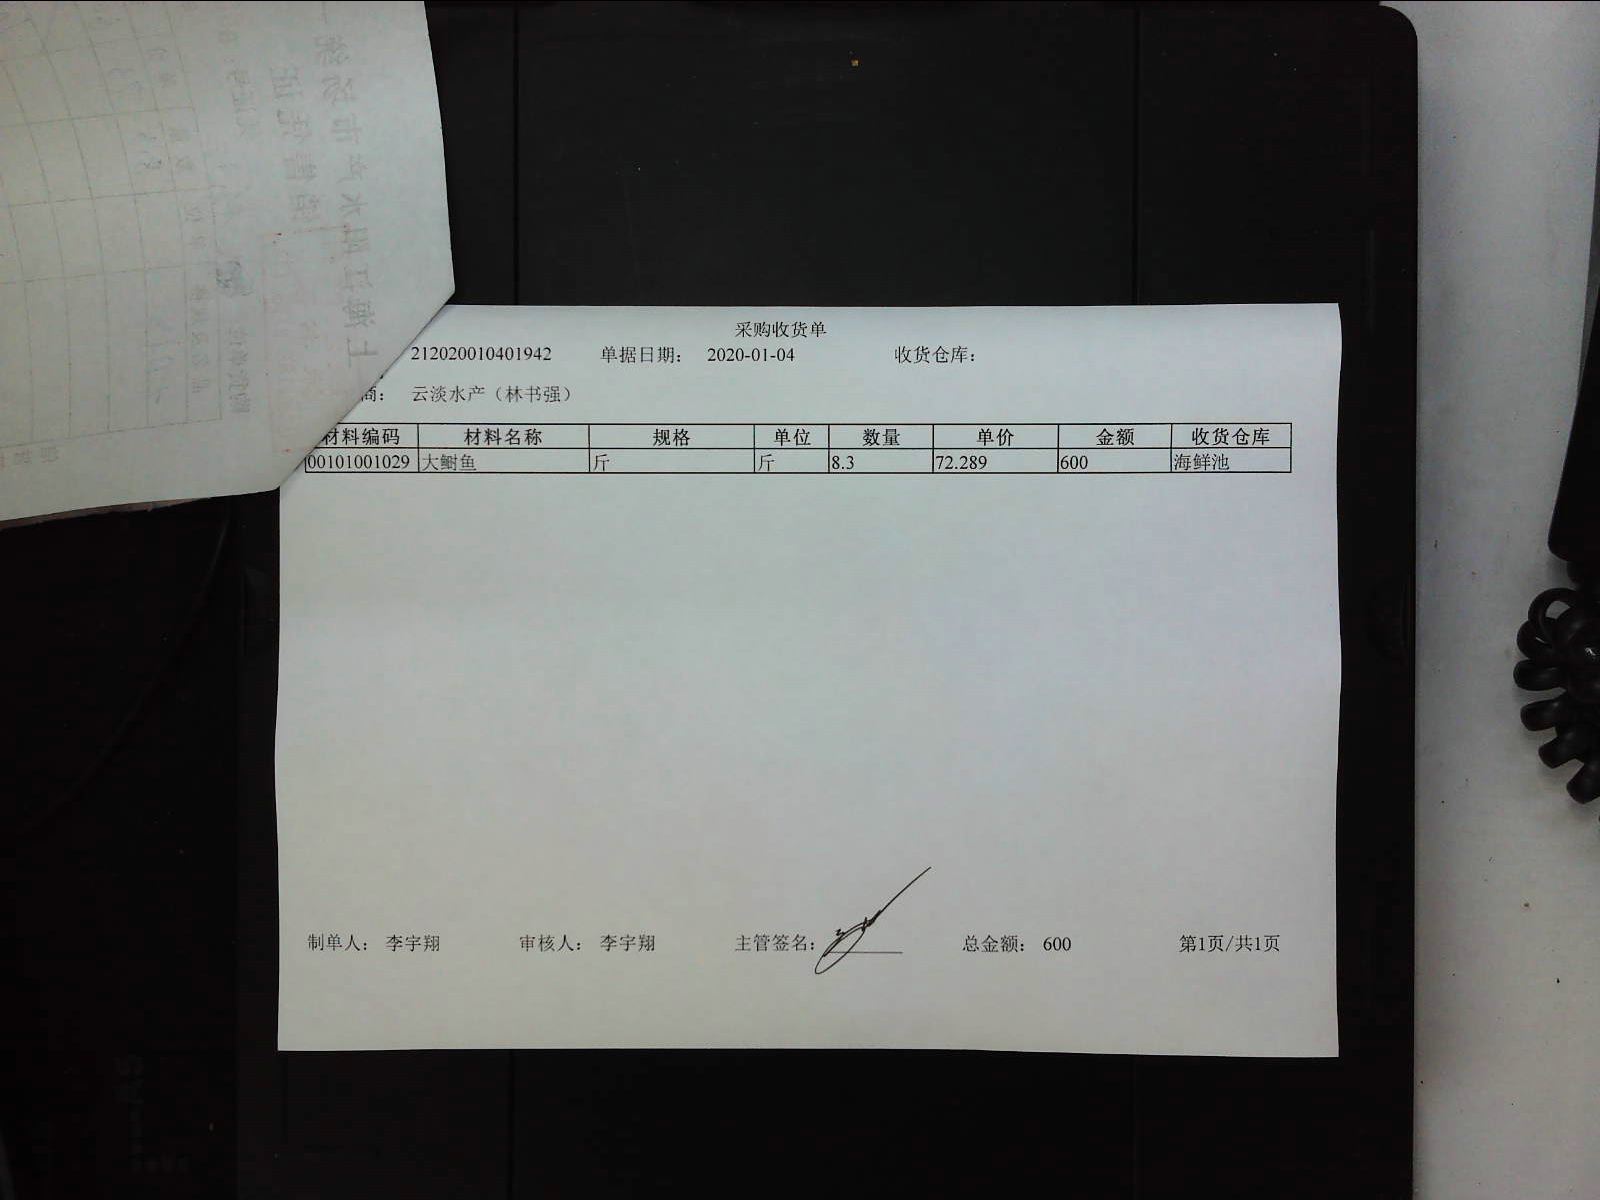 采购收货单
212020010401942 单据日期： 2020-01-04 收货仓库：
商： 云淡水产（林书强）
材料编码 材料名称 规格 单位 数量 单价 金额 收货仓库
00101001029 大鲥鱼 斤 斤 8.3 72.289 600 海鲜池
制单人： 李宇翔 审核人： 李宇翔 主管签名： 总金额： 600 第1页/共1页